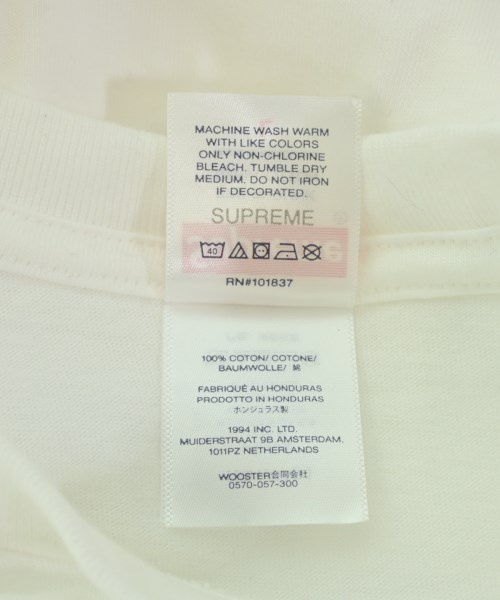 MACHINE WASH WARM
WITH LIKE COLORS
ONLY NON-CHLORINE
BLEACH. TUMBLE DRY
MEDIUM. DO NOT IRON
IF DECORATED.
SUPREME
40
RN#101837
100% COTON/ COTONE/
BAUMWOLLE/ 綿
FABRIQUÉ AU HONDURAS
PRODOTTO IN HONDURAS
ホンジュラス製
1994 INC. LTD.
MUIDERSTRAAT 9B AMSTERDAM.
1011PZ NETHERLANDS
WOOSTER合同会社
0570-057-300